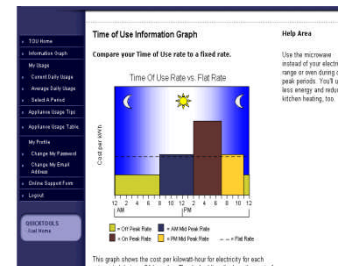 TOU Home
Information Graph
My Usage
Current Daily Usage
Average Daily Usage
Select A Period
Appliance Usage Tips
Appliance Usage Table
My Profile
Change My Password
Change My Email
Address
Online Support Form
Logout
QUICKTOOLS
Cool Home
Time of Use Information Graph
Compare your Time of Use rate to a fixed rate.
Time Of Use Rate vs. Flat Rate
Cost per kWh
12 2 4 6 8 10 12 2 4 6 8 10 12
AM PM
= Off Peak Rate = AM Mid Peak Rate
= On Peak Rate = PM Mid Peak Rate = Flat Rate
This graph shows the cost per kilowatt-hour for electricity for each
Help Area
Use the microwave
instead of your electr
range or oven during
peak periods. You'll u
less energy and redu
kitchen heating, too.